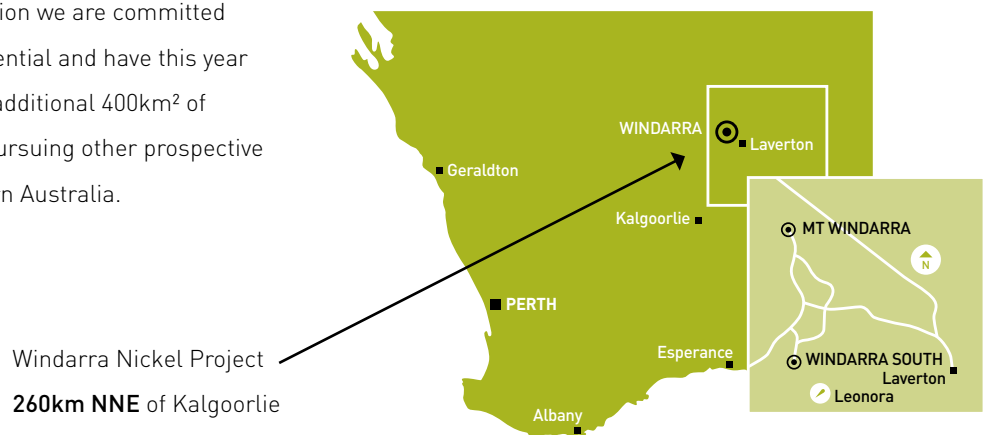 ion we are committed
ential and have this year
additional 400km² of
ursuing other prospective
n Australia.
WINDARRA
Laverton
Geraldton
Kalgoorlie
MT WINDARRA
N
PERTH
Windarra Nickel Project
260km NNE of Kalgoorlie
Esperance
WINDARRA SOUTH
Laverton
Leonora
Albany